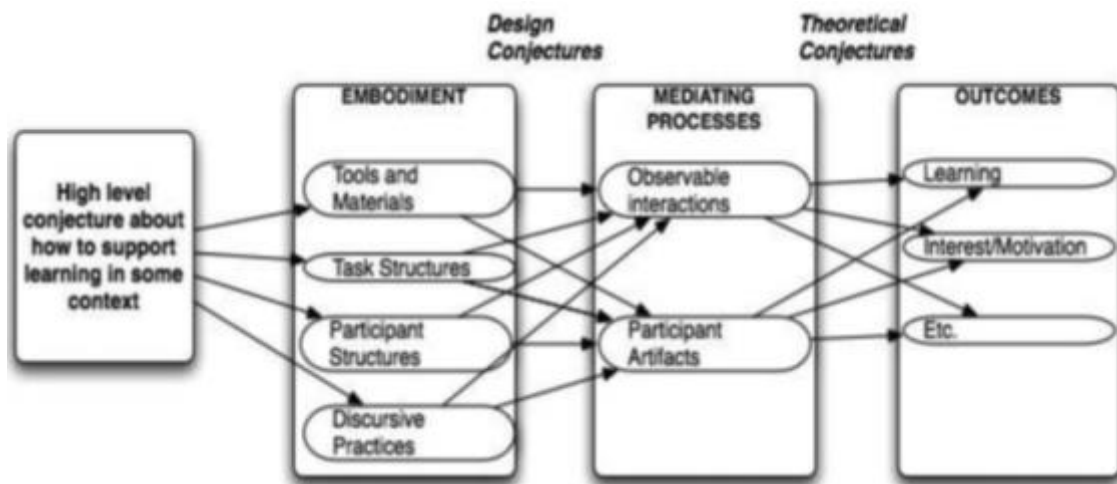 Design
Conjectures
Theoretical
Conjectures
EMBODIMENT
MEDIATING
PROCESSES
OUTCOMES
High level
conjecture about
how to support
learning in some
context
Tools and
Materials
Task Structures
Participant
Structures
Discursive
Practices
Observable
interactions
Participant
Artifacts
Learning
Interest/Motivation
Etc.